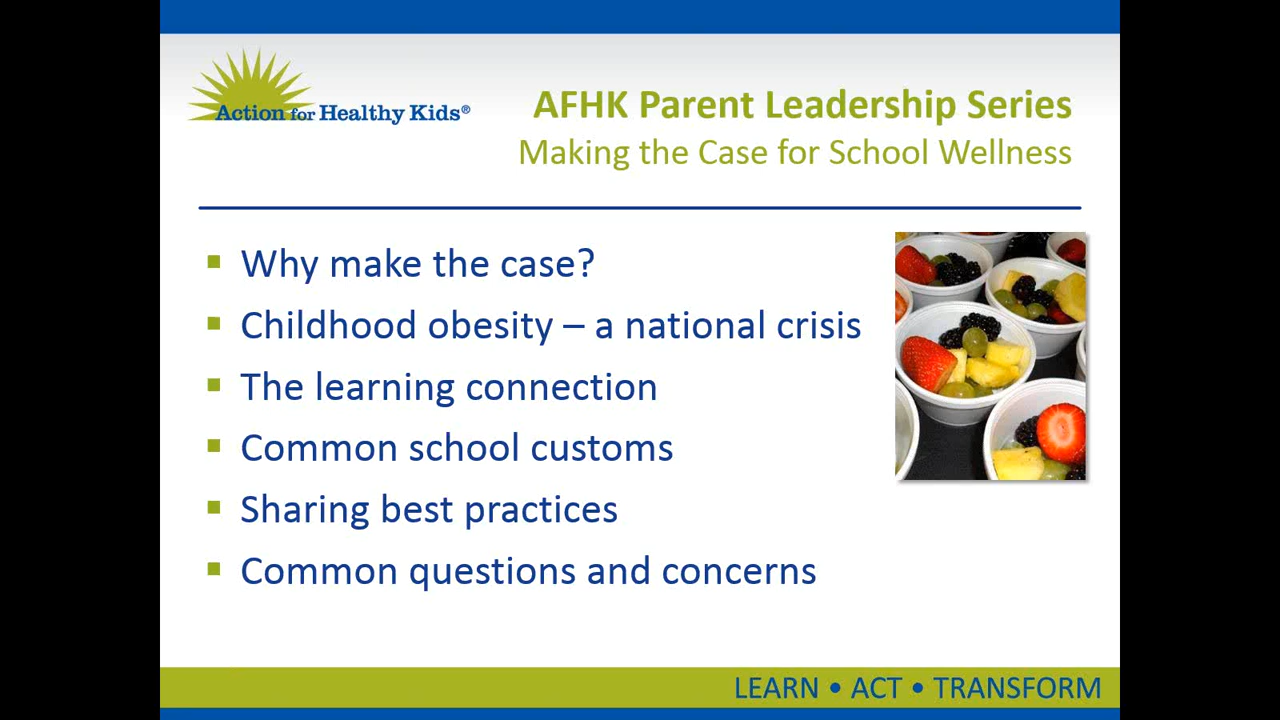 Action for Healthy Kids®
AFHK Parent Leadership Series
Making the Case for School Wellness
▪ Why make the case?
▪ Childhood obesity – a national crisis
▪ The learning connection
▪ Common school customs
▪ Sharing best practices
▪ Common questions and concerns
LEARN • ACT • TRANSFORM